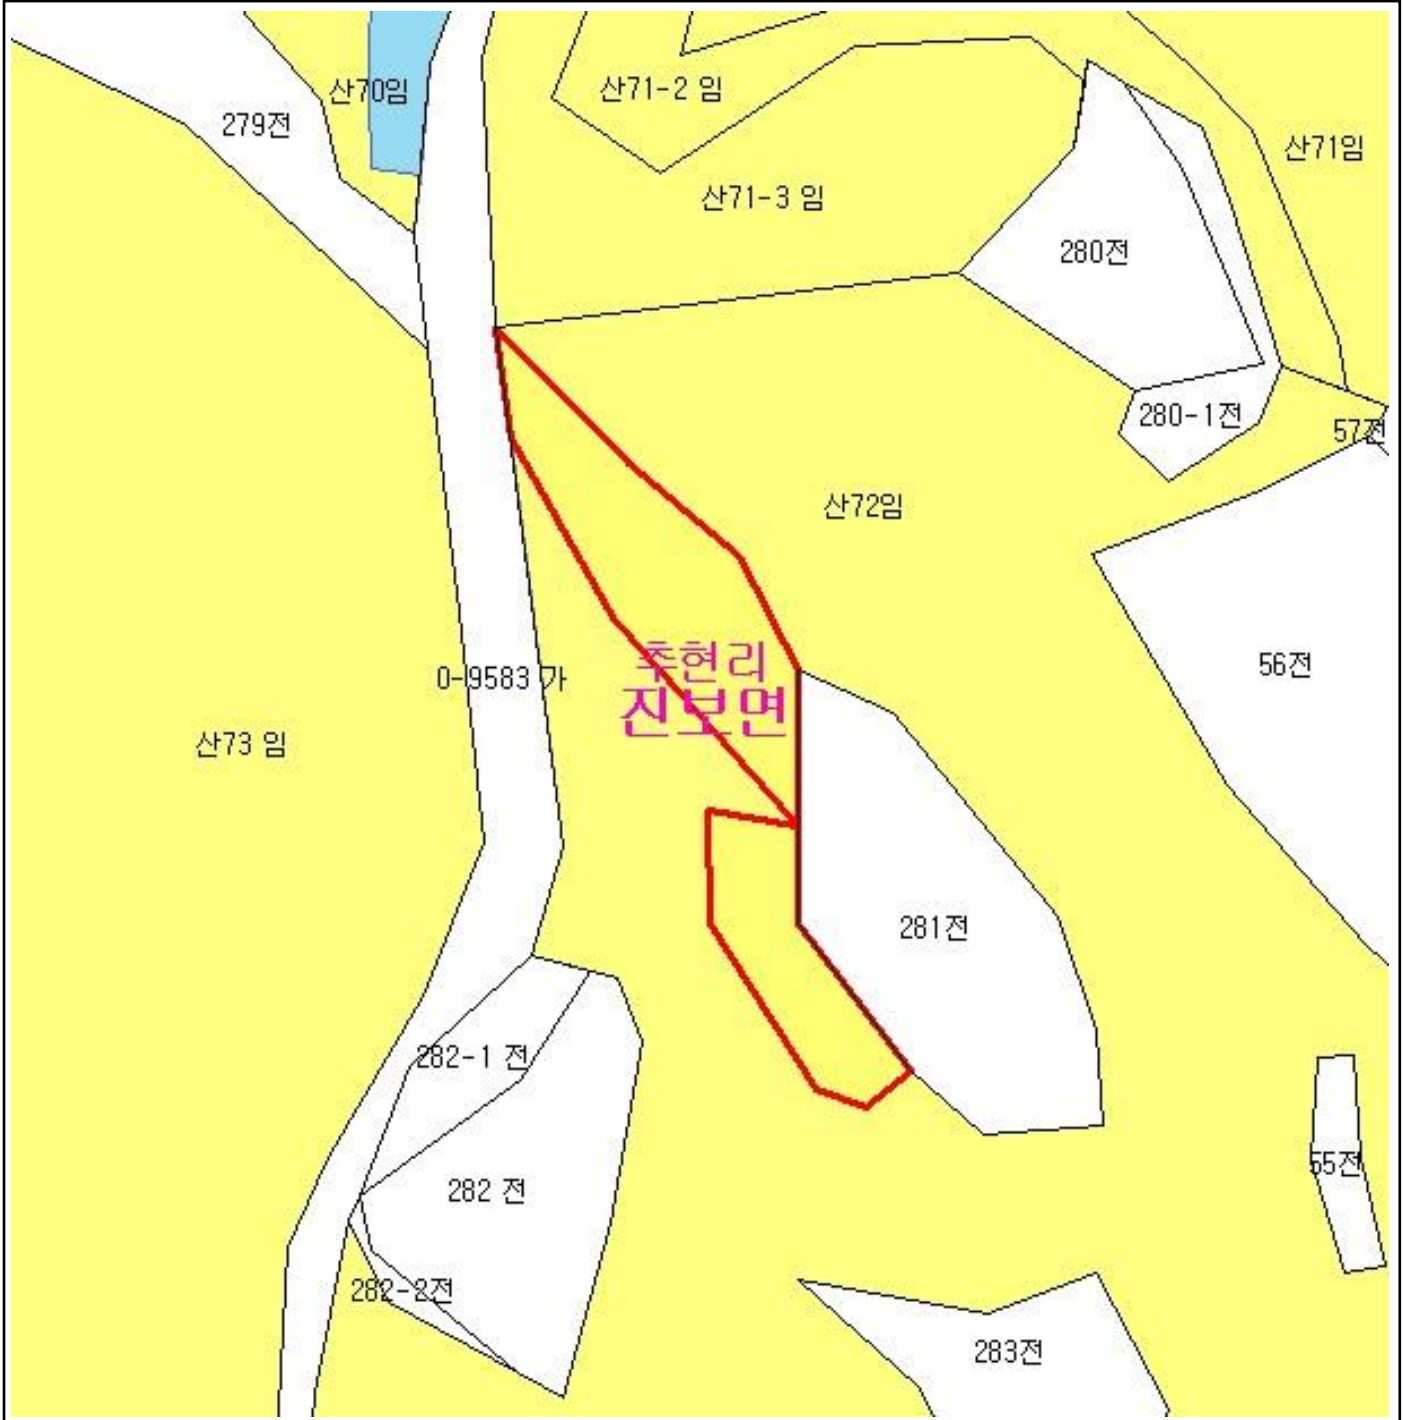 산70임
산71-2 임
279전
산71임
산71-3 임
280전
280-1전
57전
산72임
추현리
56전
0-9583 가
진보면
산73 임
281전
282-1 전
55전
282 전
282-2전
283전